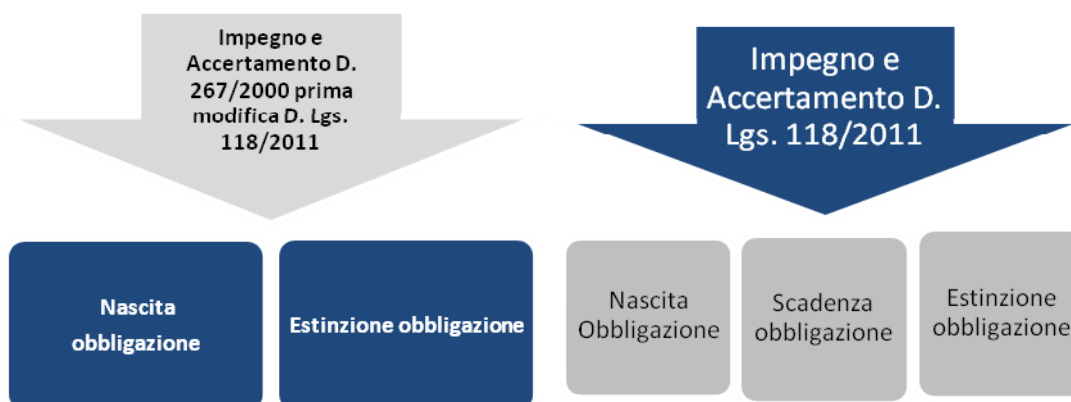 Impegno e
Accertamento D.
267/2000 prima
modifica D. Lgs.
118/2011
Impegno e
Accertamento D.
Lgs. 118/2011
Nascita
obbligazione
Estinzione obbligazione
Nascita
Obbligazione
Scadenza
obbligazione
Estinzione
obbligazione